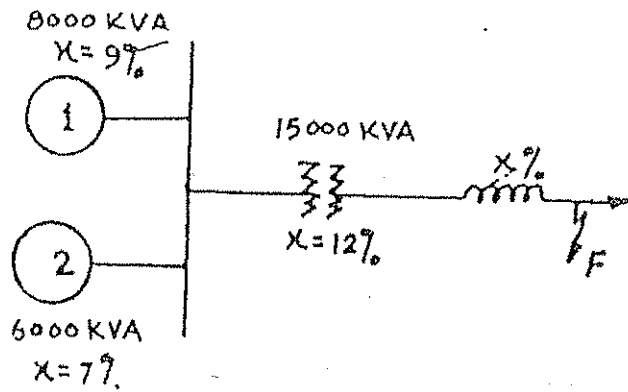 8000 KVA
X = 9%
1
15000 KVA
X%
X = 12%
F
2
6000 KVA
X = 7%